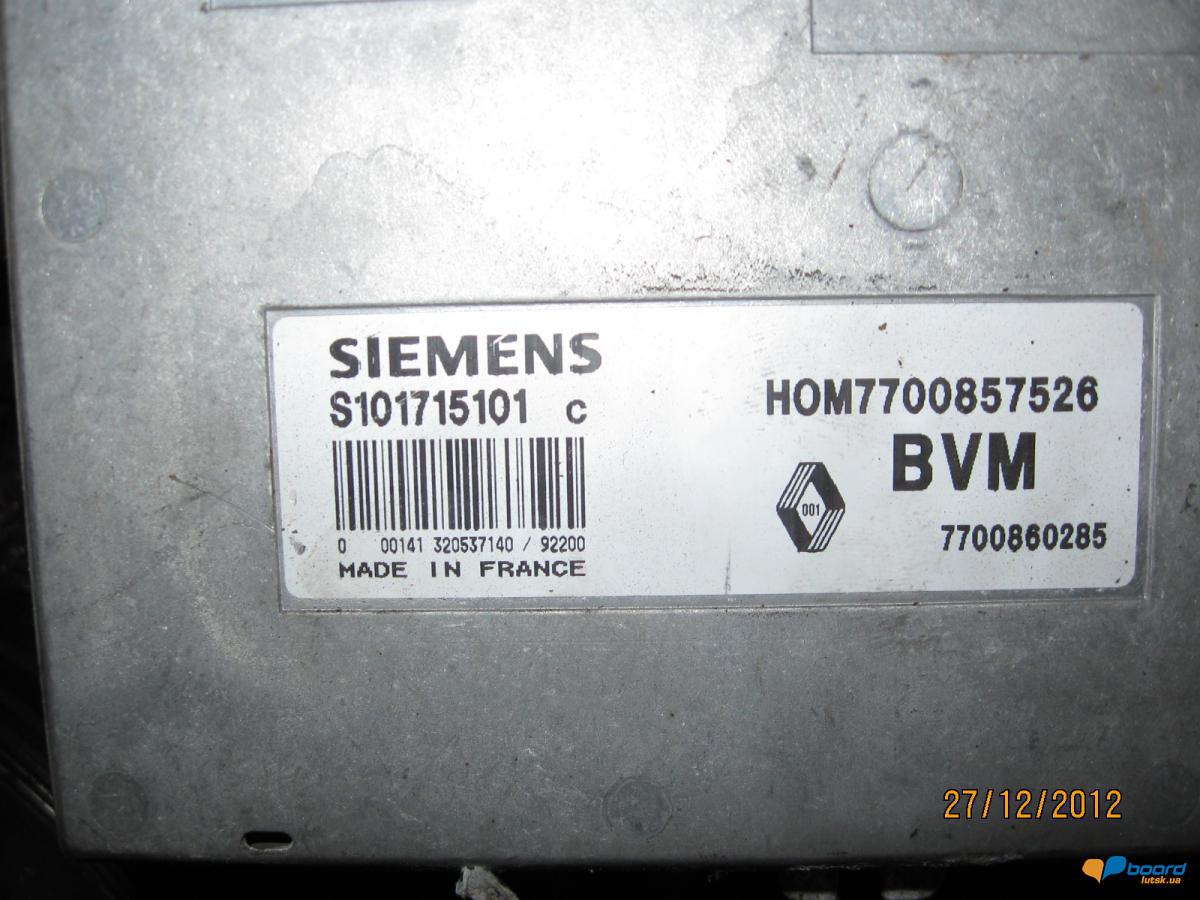 SIEMENS
S101715101 C
0 00141 320537140 / 92200
MADE IN FRANCE
HOM7700857526
BVM
001
7700860285
27/12/2012
board
lutsk.ua